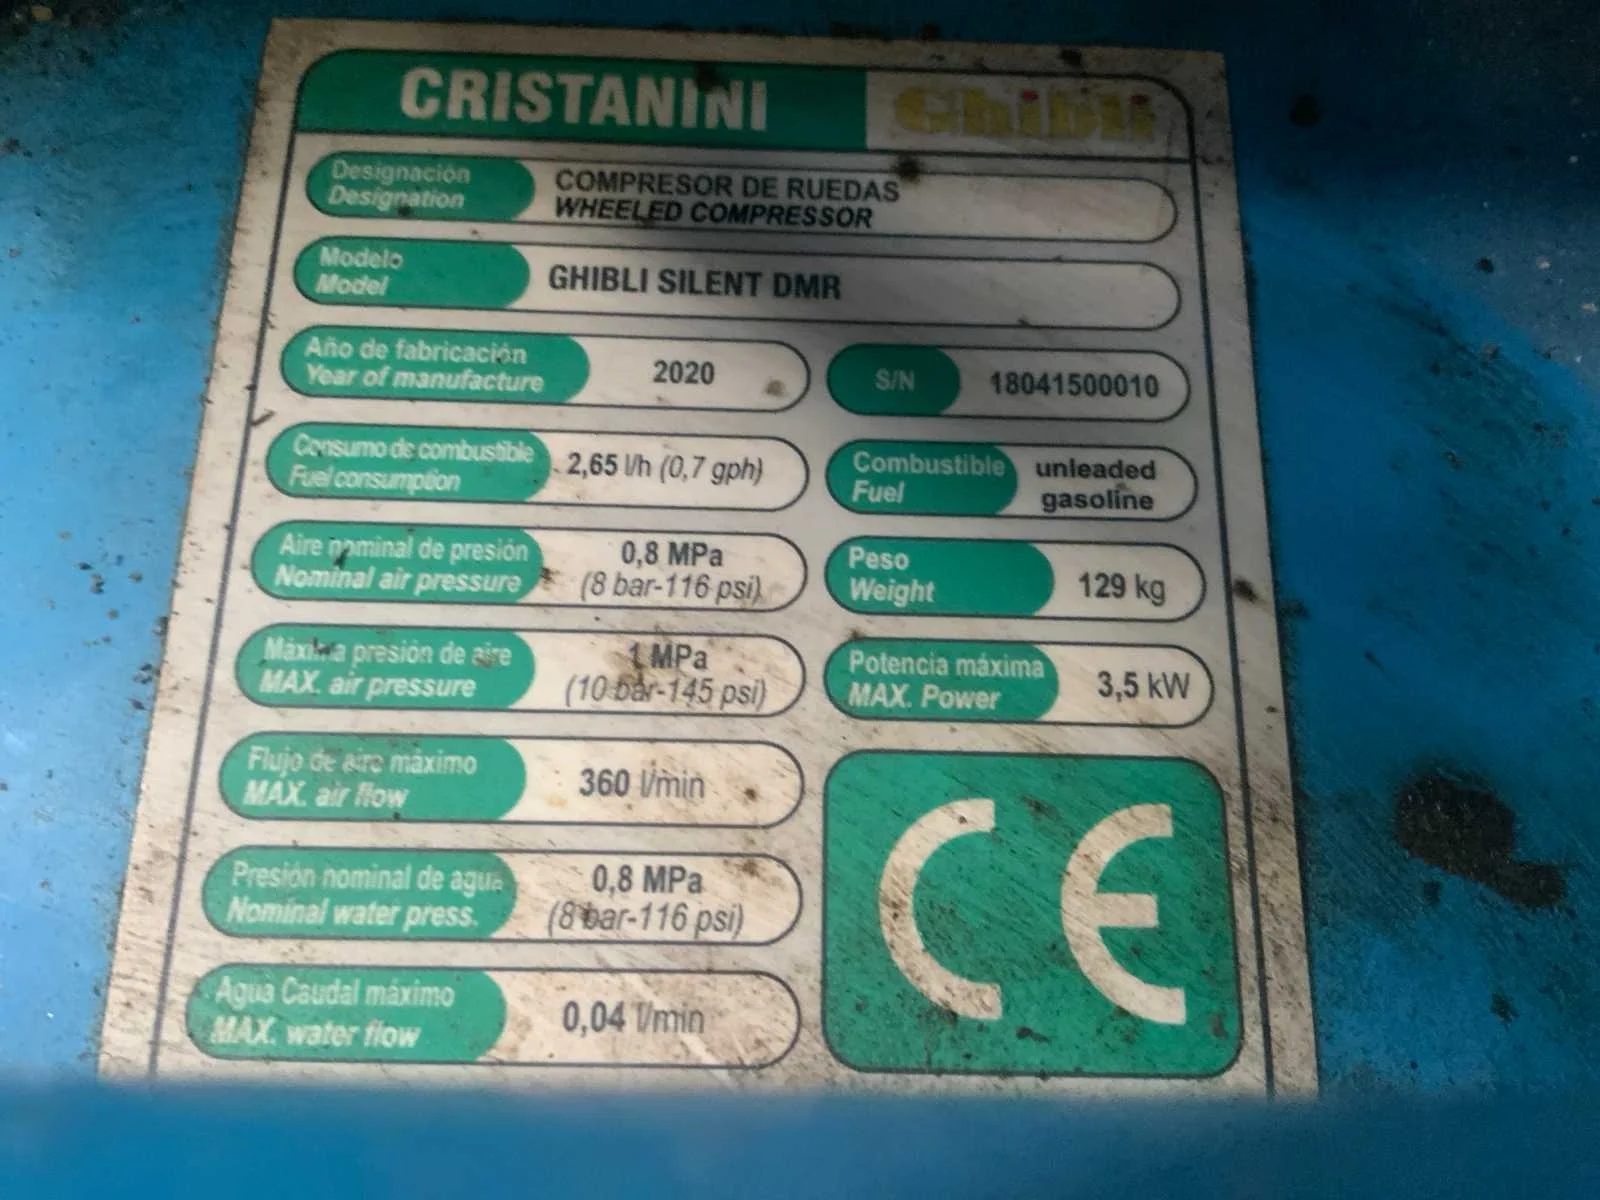 CRISTANINI Ghibli
Designación
Designation
COMPRESOR DE RUEDAS
WHEELED COMPRESSOR
Modelo
Model
GHIBLI SILENT DMR
Año de fabricación
Year of manufacture
2020
S/N
18041500010
Consumo de combustible
Fuel consumption
2,65 l/h (0,7 gph)
Combustible
Fuel
unleaded
gasoline
Aire nominal de presión
Nominal air pressure
0,8 MPa
(8 bar-116 psi)
Peso
Weight
129 kg
Máxima presión de aire
MAX. air pressure
1 MPa
(10 bar-145 psi)
Potencia máxima
MAX. Power
3,5 kW
Flujo de aire máximo
MAX. air flow
360 l/min
Presión nominal de agua
Nominal water press.
0,8 MPa
(8 bar-116 psi)
Agua Caudal máximo
MAX. water flow
0,04 l/min
CE